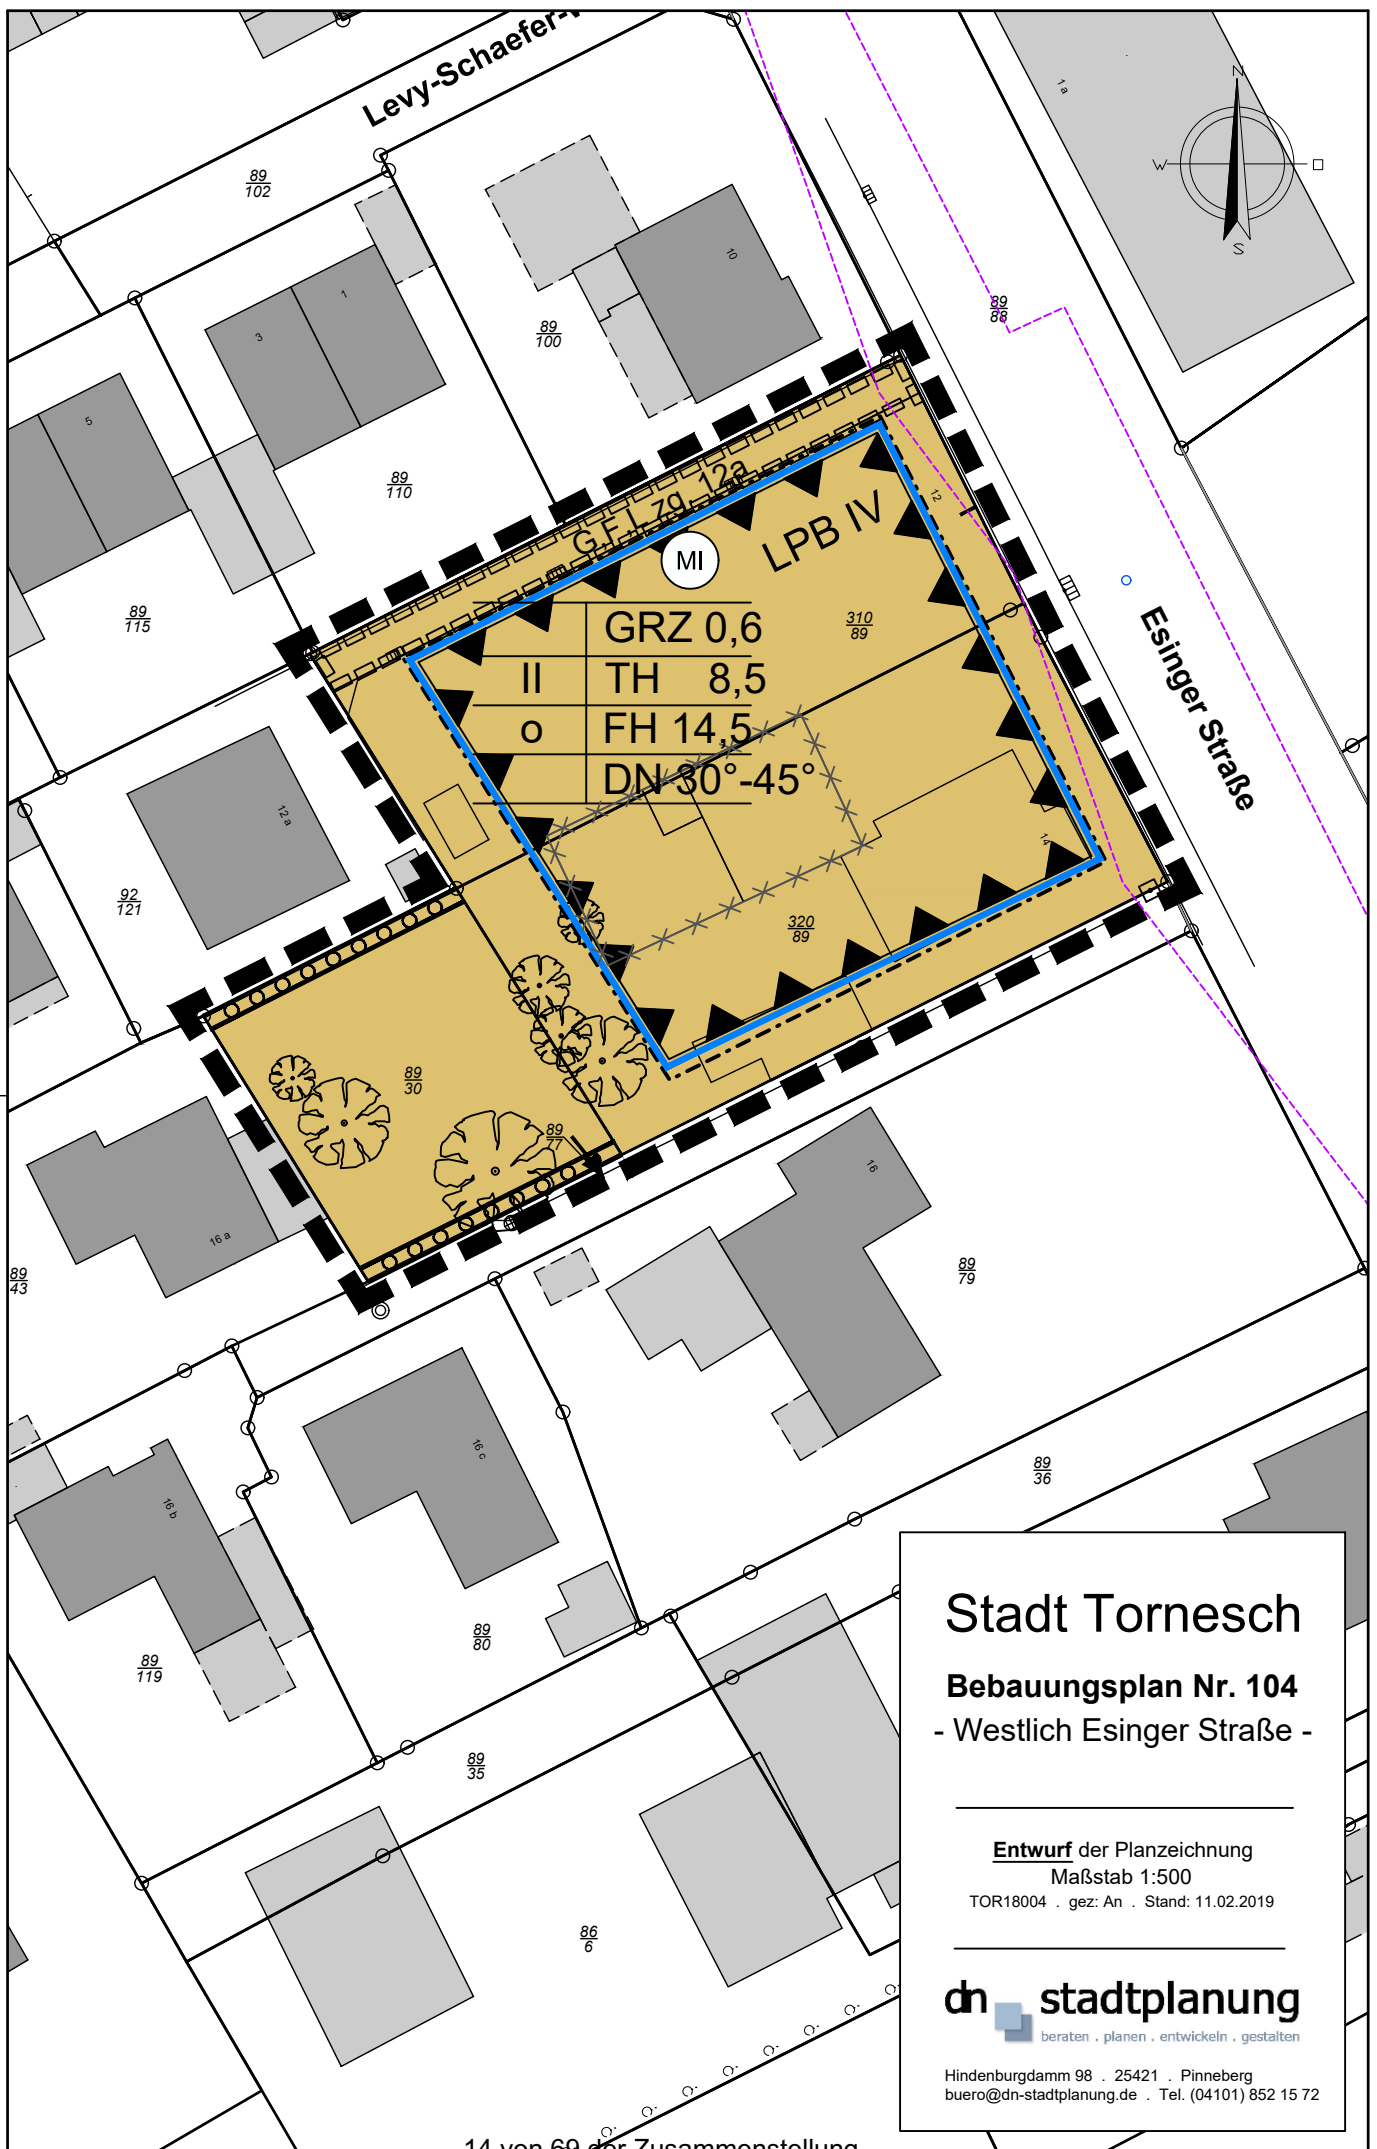 Levy-Schaefer-
N
W
O
S
1 a
89
102
10
1
3
5
89
100
89
88
89
110
89
115
G,F,L zg. 12a
MI
LPB IV
12
GRZ 0,6
II TH 8,5
o FH 14,5
DN 30°-45°
310
89
Esinger Straße
12 a
92
121
14
320
89
89
30
89
77
16
16 a
89
43
89
79
16 c
16 b
89
36
89
80
89
119
89
35
86
6
Stadt Tornesch
Bebauungsplan Nr. 104
- Westlich Esinger Straße -
Entwurf der Planzeichnung
Maßstab 1:500
TOR18004 . gez: An . Stand: 11.02.2019
dn stadtplanung
beraten . planen . entwickeln . gestalten
Hindenburgdamm 98 . 25421 . Pinneberg
buero@dn-stadtplanung.de . Tel. (04101) 852 15 72
14 von 69 der Zusammenstellung